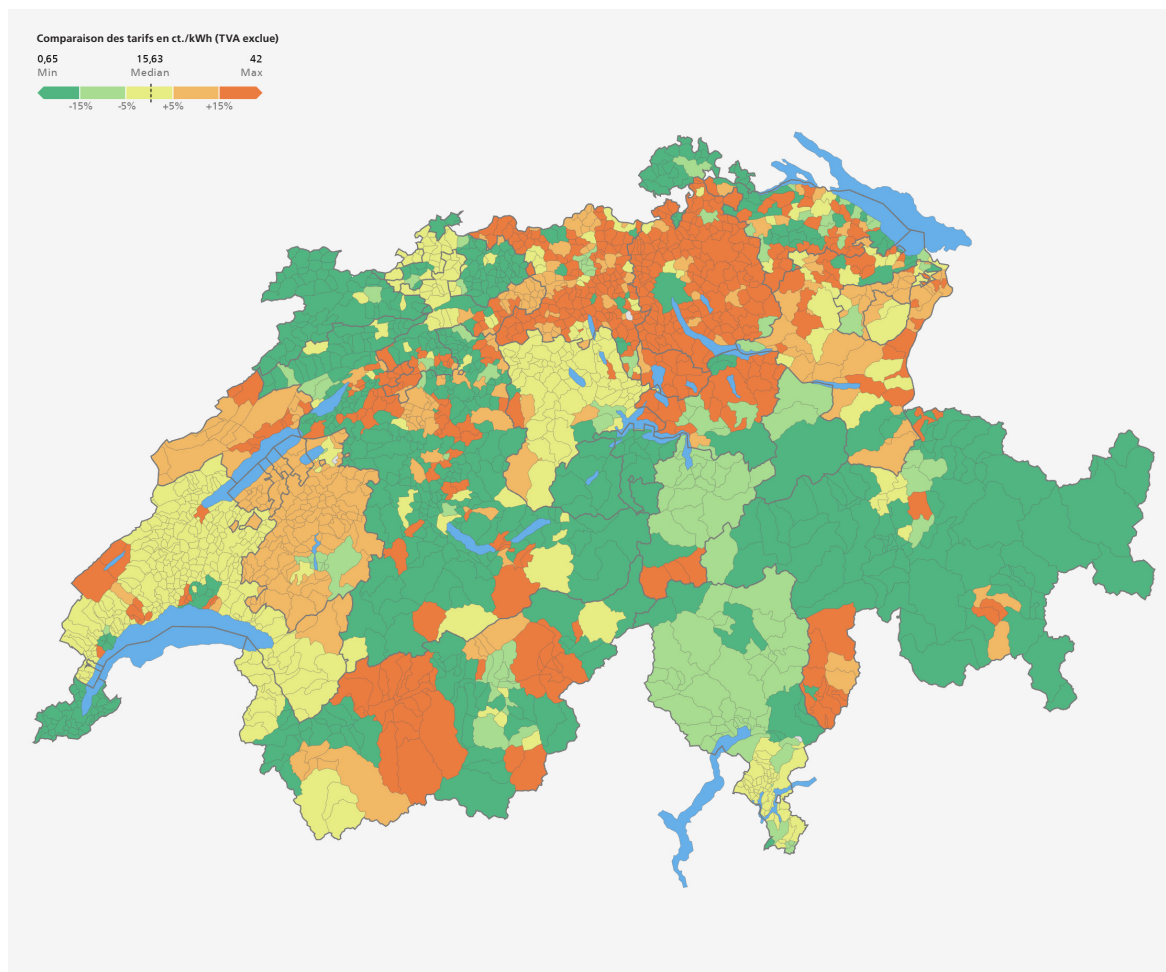 Comparaison des tarifs en ct./kWh (TVA exclue)
0,65 15,63 42
Min Median Max
-15% -5% +5% +15%